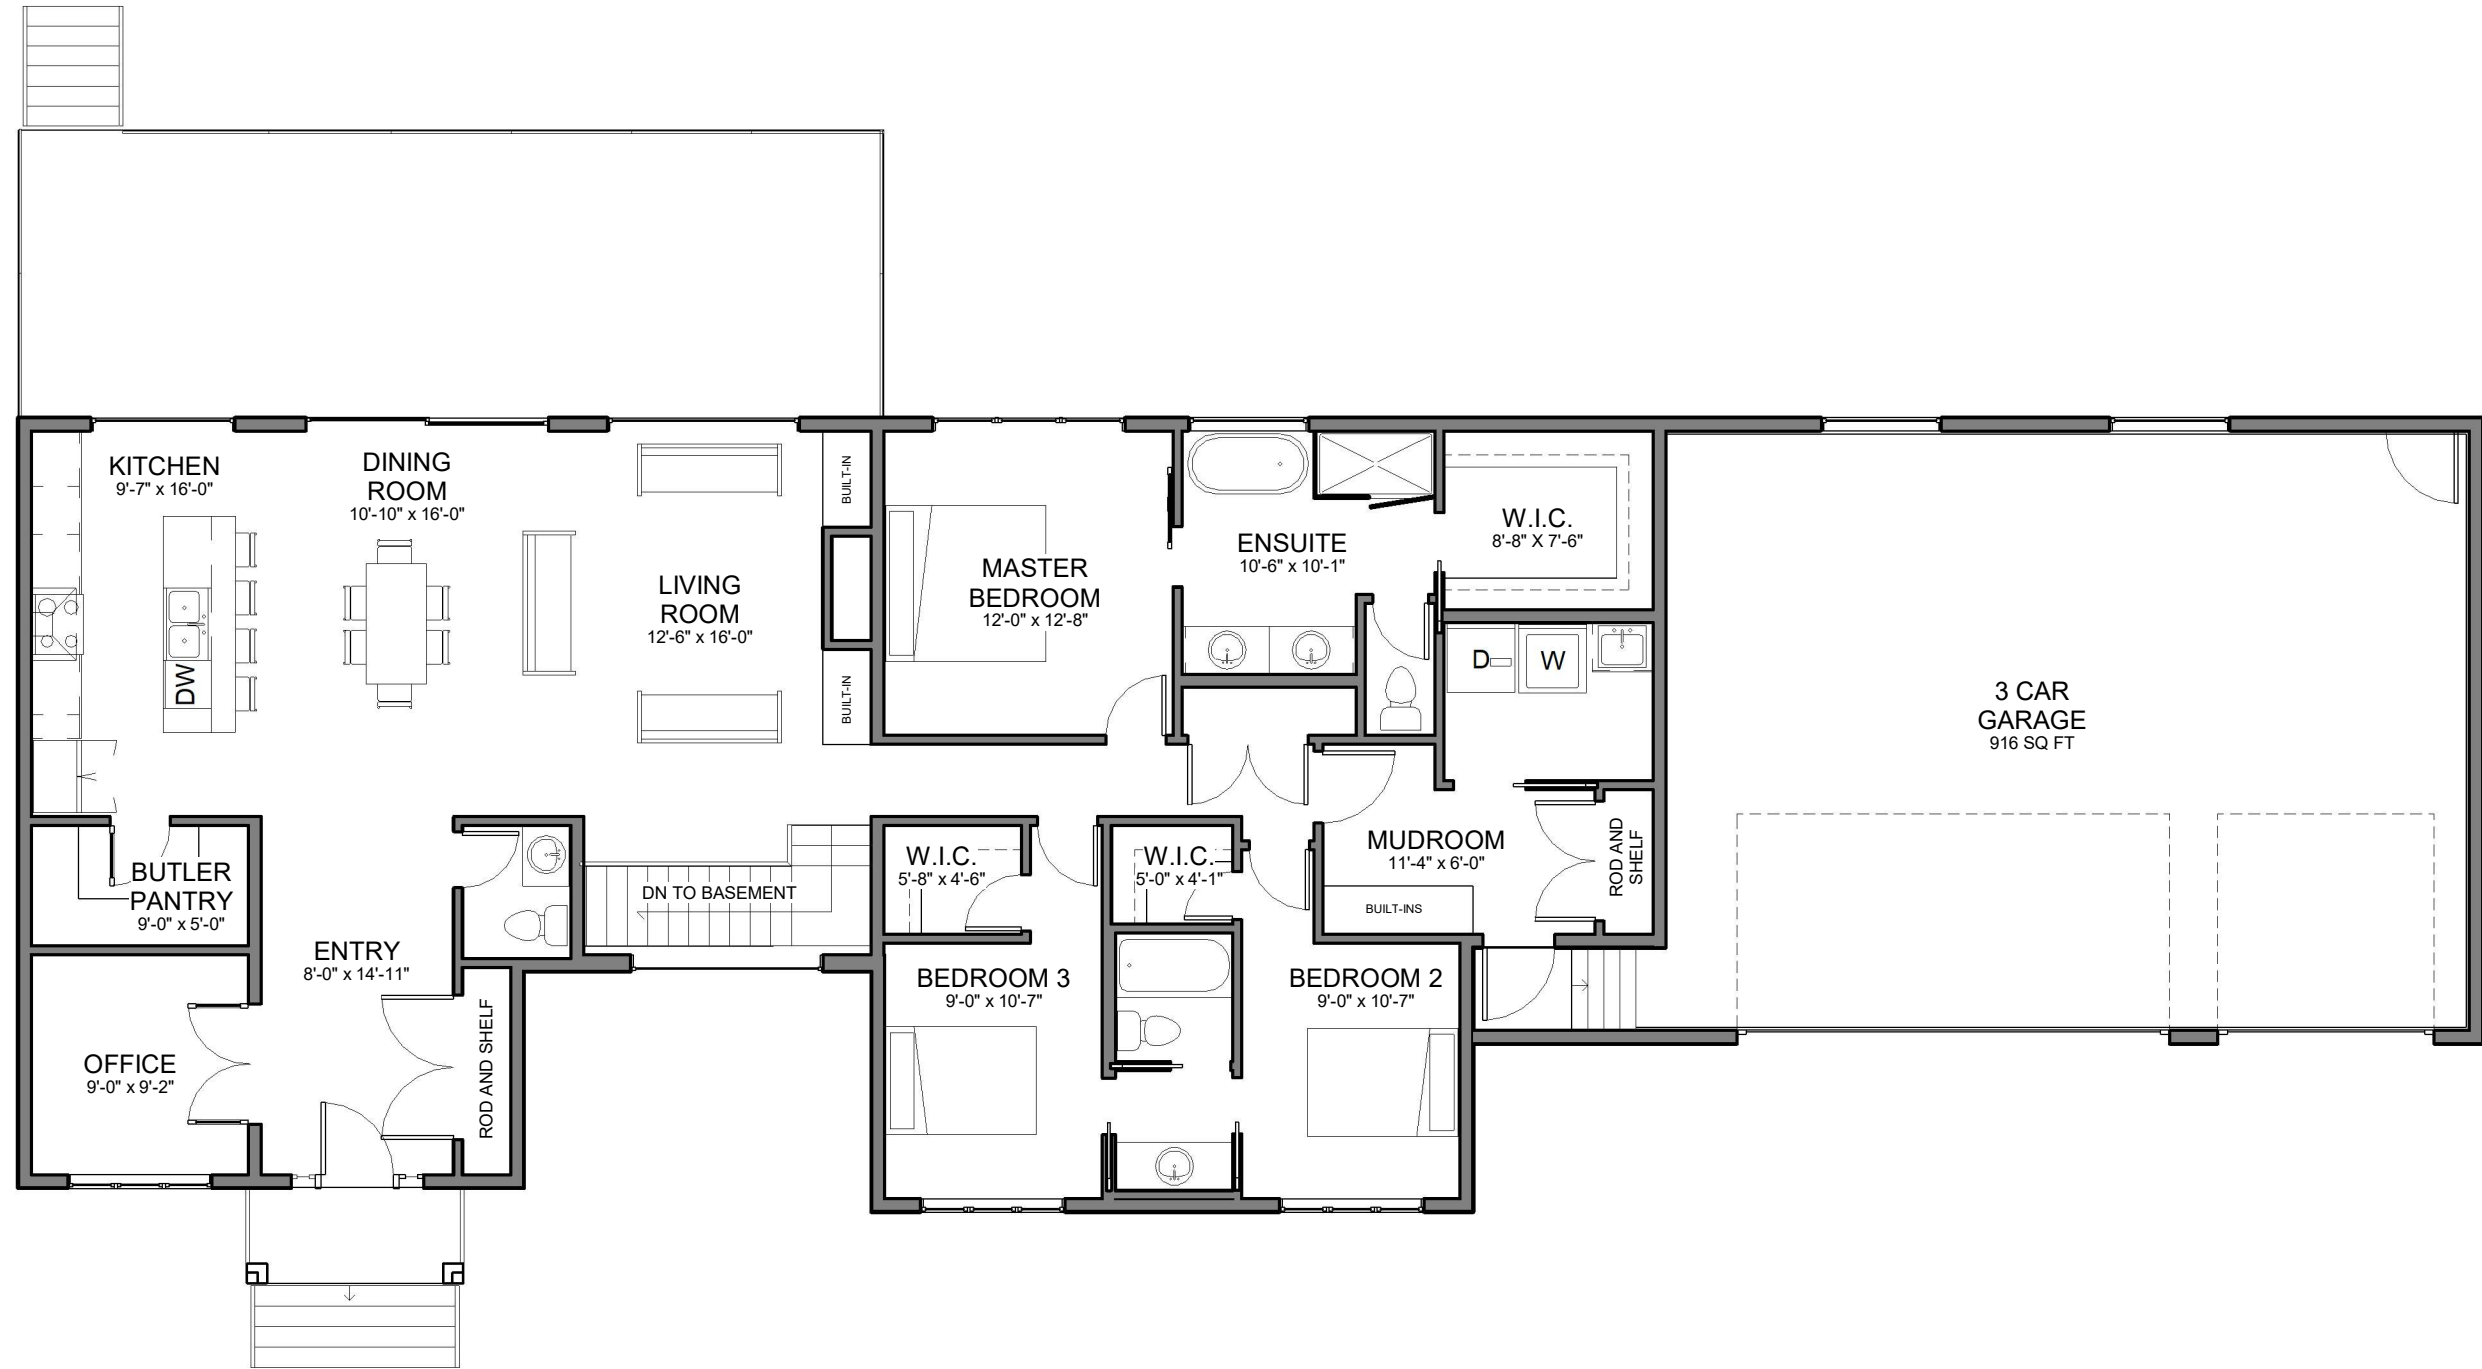 KITCHEN
9'-7" x 16'-0"
DINING
ROOM
10'-10" x 16'-0"
LIVING
ROOM
12'-6" x 16'-0"
BUILT-IN
BUILT-IN
MASTER
BEDROOM
12'-0" x 12'-8"
ENSUITE
10'-6" x 10'-1"
W.I.C.
8'-8" X 7'-6"
D
W
DW
3 CAR
GARAGE
916 SQ FT
BUTLER
PANTRY
9'-0" x 5'-0"
ENTRY
8'-0" x 14'-11"
DN TO BASEMENT
W.I.C.
5'-8" x 4'-6"
W.I.C.
5'-0" x 4'-1"
MUDROOM
11'-4" x 6'-0"
BUILT-INS
ROD AND
SHELF
OFFICE
9'-0" x 9'-2"
ROD AND SHELF
BEDROOM 3
9'-0" x 10'-7"
BEDROOM 2
9'-0" x 10'-7"